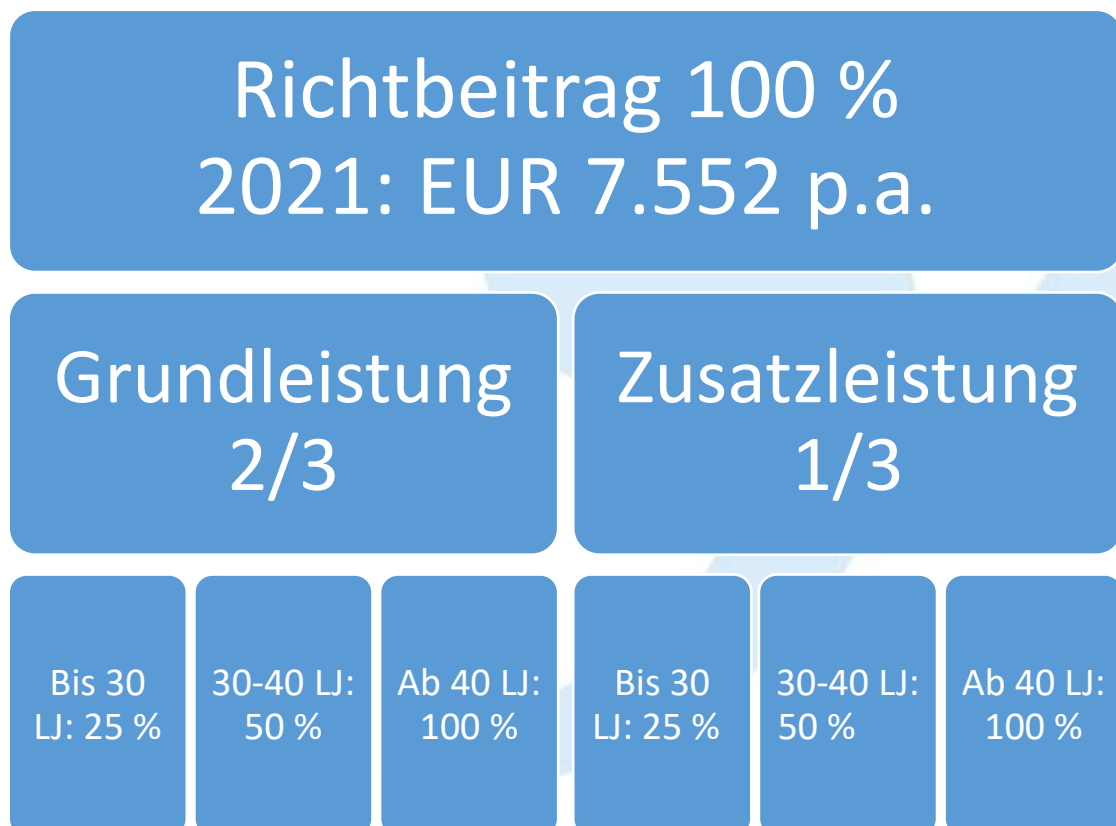 Richtbeitrag 100 %
2021: EUR 7.552 p.a.
Grundleistung
2/3
Zusatzleistung
1/3
Bis 30
LJ: 25 %
30-40 LJ:
50 %
Ab 40 LJ:
100 %
Bis 30
LJ: 25 %
30-40 LJ:
50 %
Ab 40 LJ:
100 %